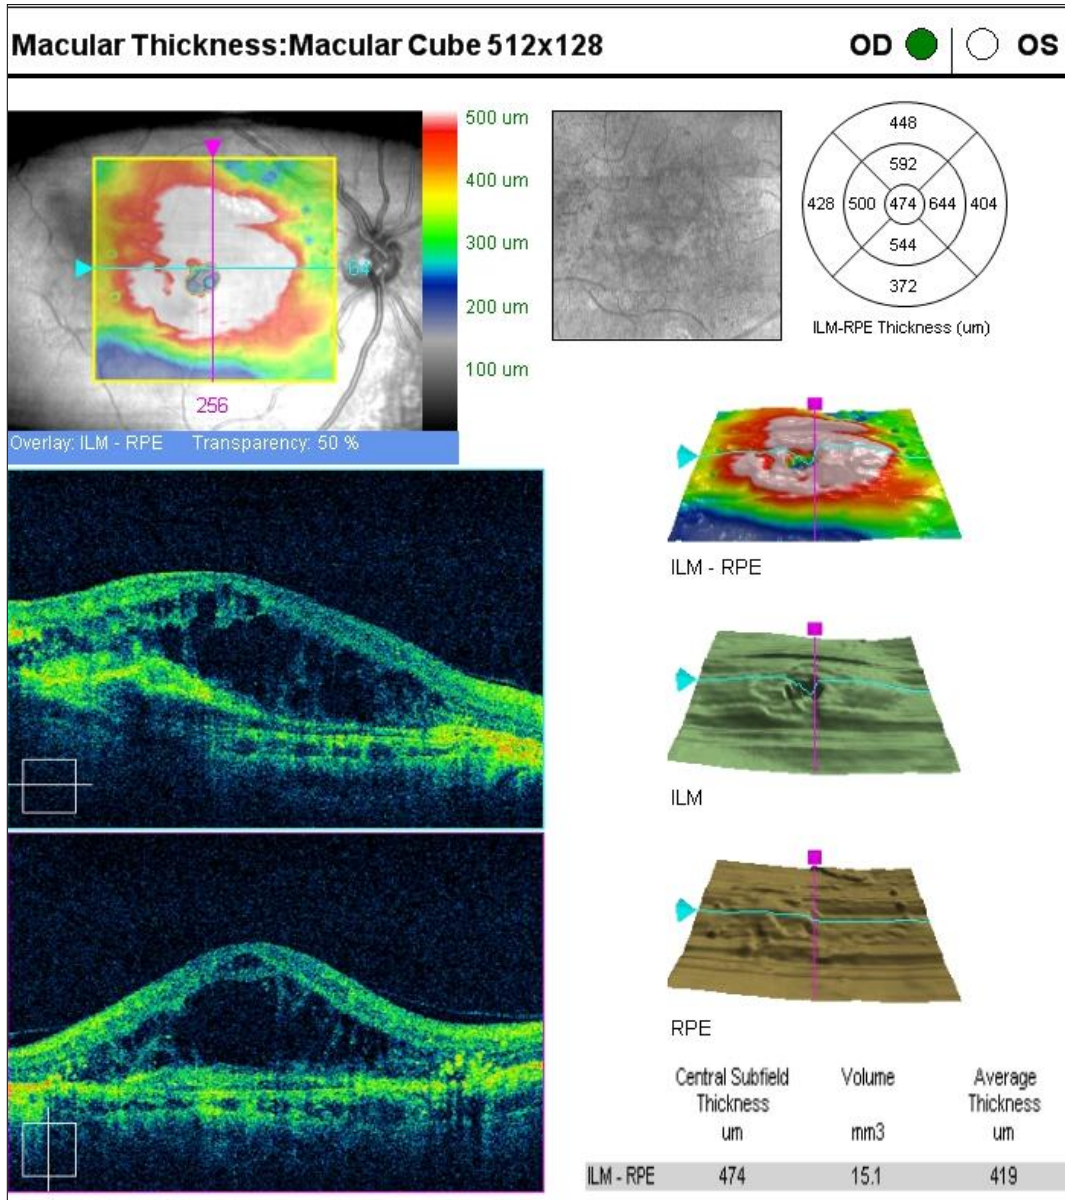 Macular Thickness:Macular Cube 512x128
OD OS
500 um
400 um
300 um
200 um
100 um
64
256
Overlay: ILM - RPE Transparency: 50 %
448
592
428 500 474 644 404
544
372
ILM-RPE Thickness (um)
ILM - RPE
ILM
RPE
Central Subfield Thickness um
Volume mm3
Average Thickness um
ILM - RPE 474 15.1 419